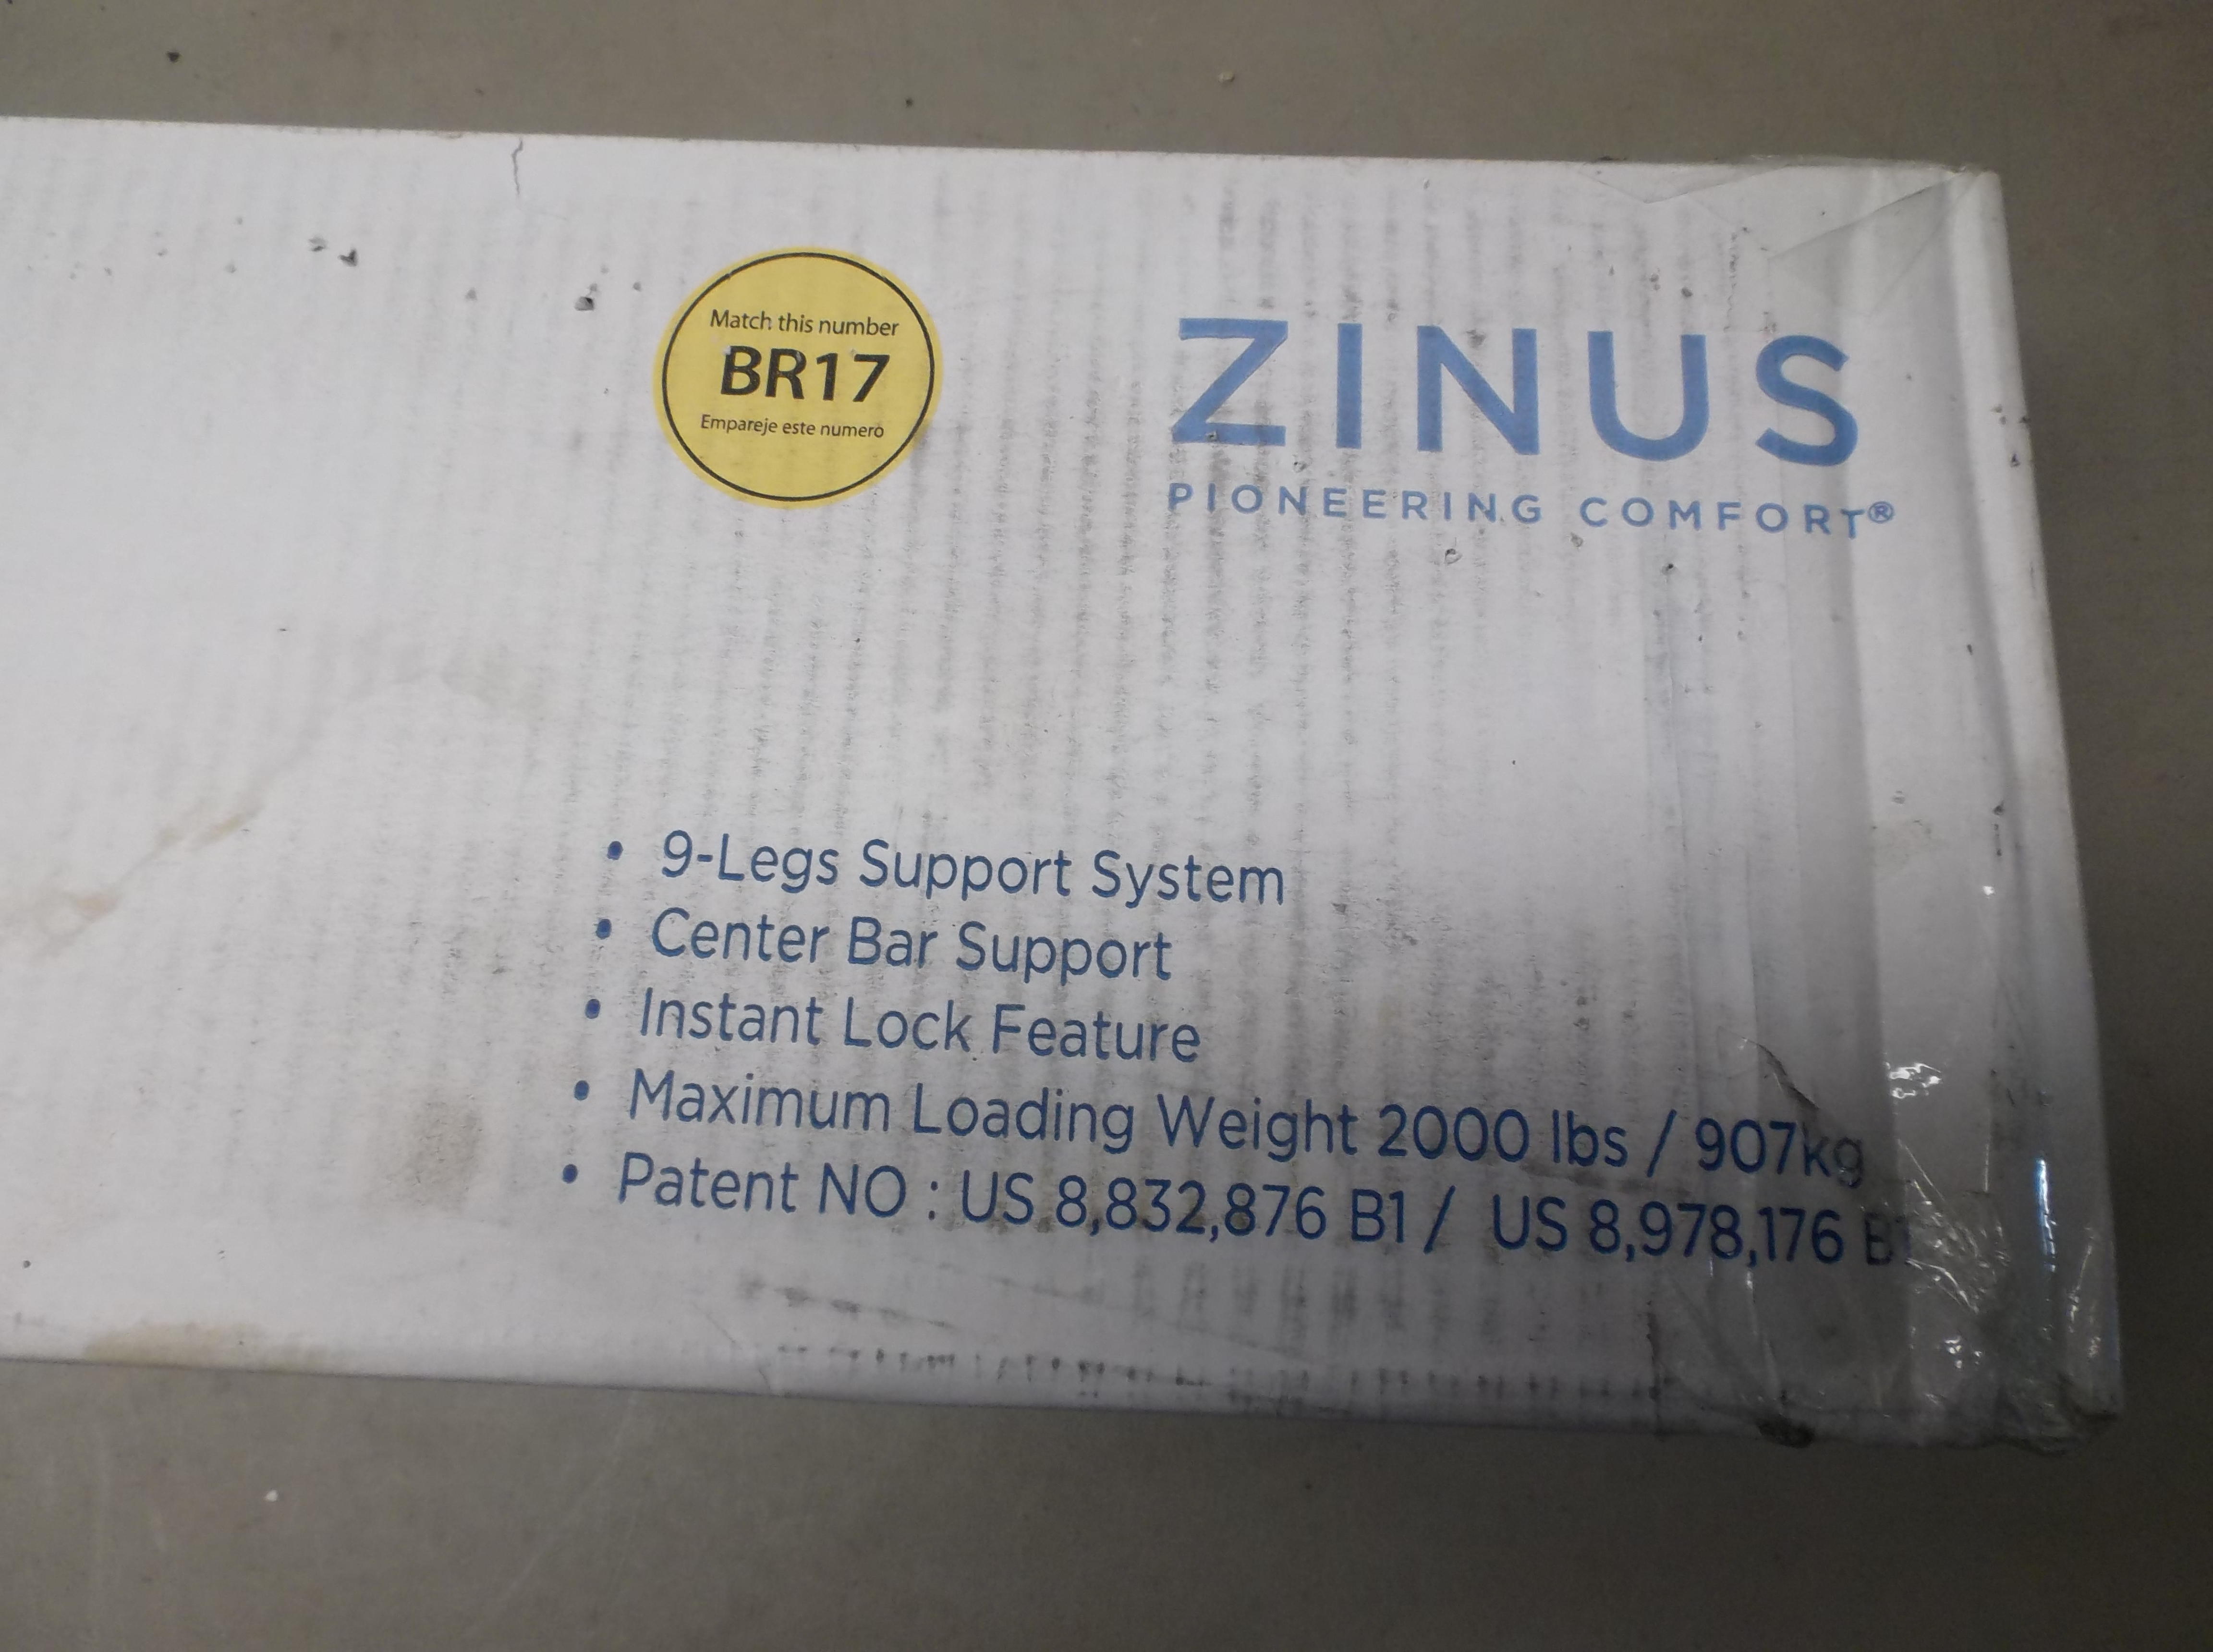 Match this number
BR17
Empareje este numero
ZINUS
PIONEERING COMFORT®
• 9-Legs Support System
• Center Bar Support
• Instant Lock Feature
• Maximum Loading Weight 2000 lbs / 907kg
• Patent NO : US 8,832,876 B1 / US 8,978,176 B1